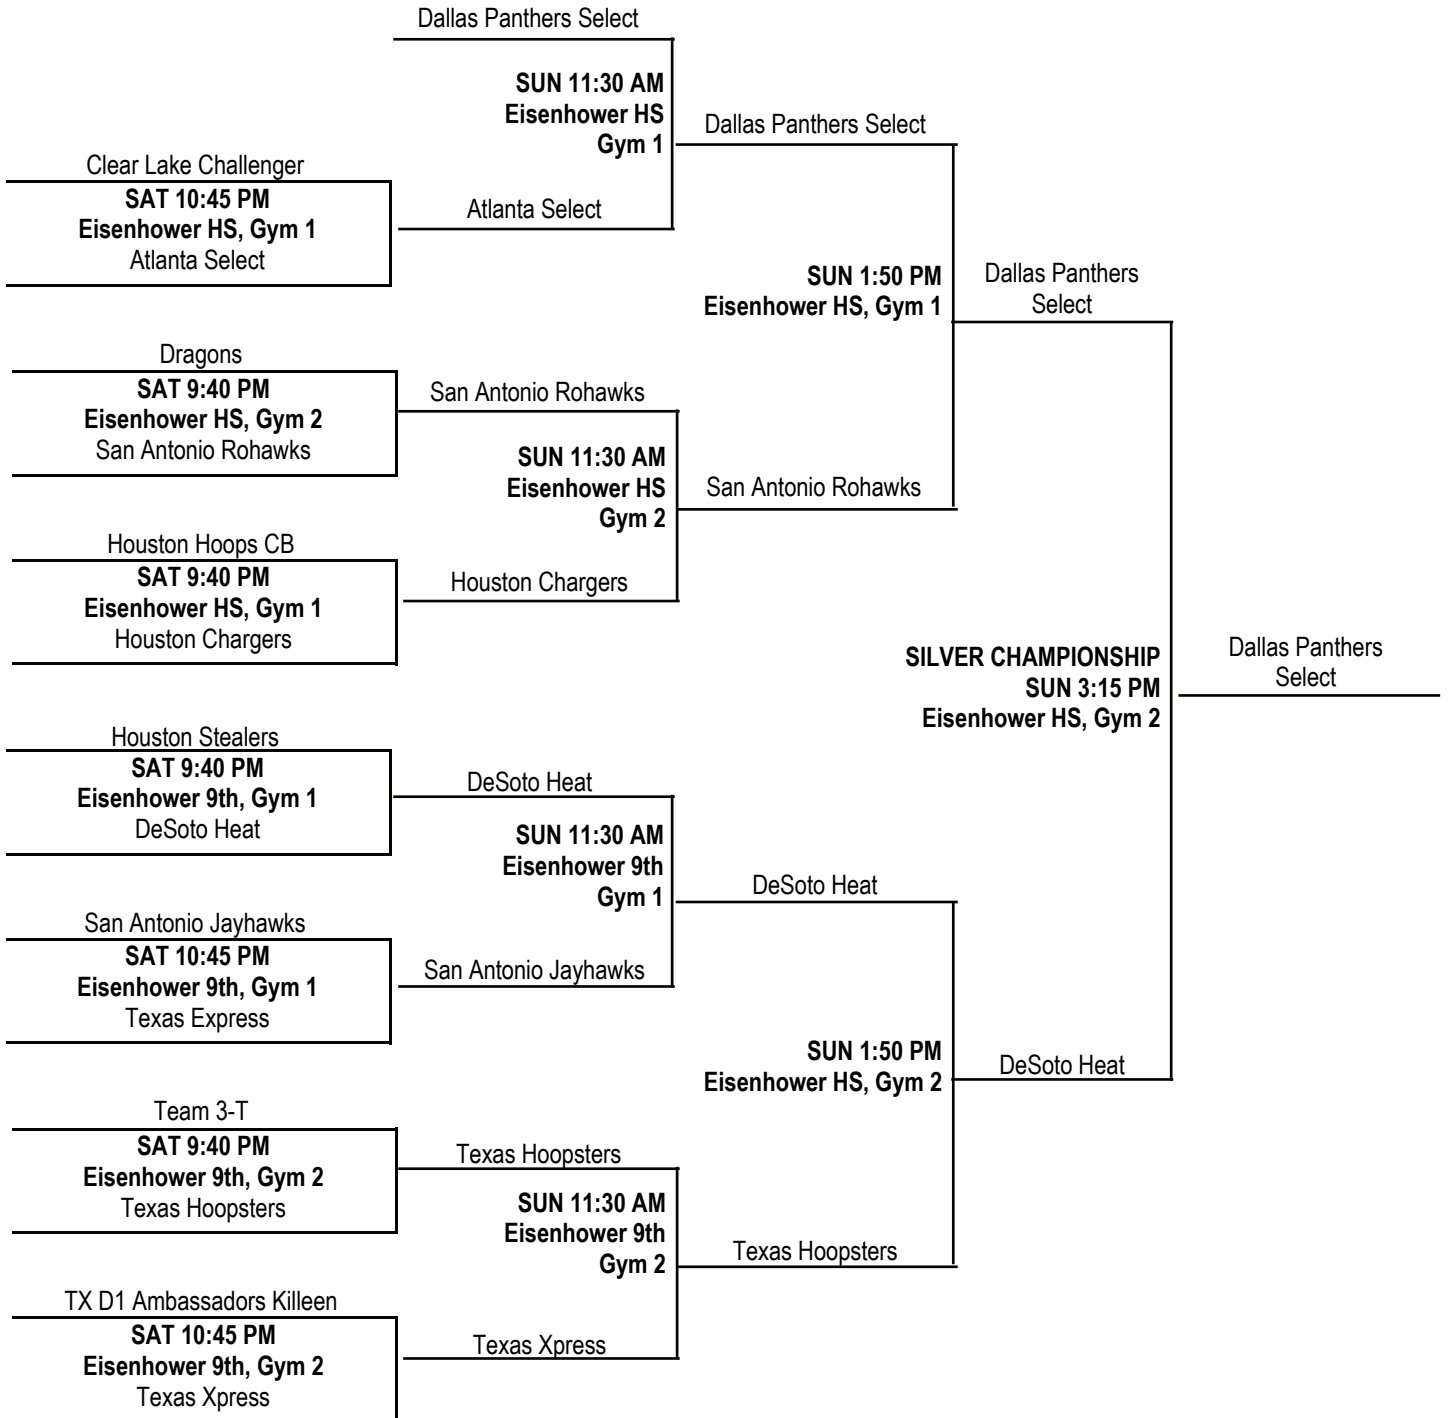 Dallas Panthers Select
SUN 11:30 AM
Eisenhower HS
Gym 1
Dallas Panthers Select
Clear Lake Challenger
SAT 10:45 PM
Eisenhower HS, Gym 1
Atlanta Select
Atlanta Select
SUN 1:50 PM
Eisenhower HS, Gym 1
Dallas Panthers
Select
Dragons
SAT 9:40 PM
Eisenhower HS, Gym 2
San Antonio Rohawks
San Antonio Rohawks
SUN 11:30 AM
Eisenhower HS
Gym 2
San Antonio Rohawks
Houston Hoops CB
SAT 9:40 PM
Eisenhower HS, Gym 1
Houston Chargers
Houston Chargers
SILVER CHAMPIONSHIP
SUN 3:15 PM
Eisenhower HS, Gym 2
Dallas Panthers
Select
Houston Stealers
SAT 9:40 PM
Eisenhower 9th, Gym 1
DeSoto Heat
DeSoto Heat
SUN 11:30 AM
Eisenhower 9th
Gym 1
DeSoto Heat
San Antonio Jayhawks
SAT 10:45 PM
Eisenhower 9th, Gym 1
Texas Express
San Antonio Jayhawks
SUN 1:50 PM
Eisenhower HS, Gym 2
DeSoto Heat
Team 3-T
SAT 9:40 PM
Eisenhower 9th, Gym 2
Texas Hoopsters
Texas Hoopsters
SUN 11:30 AM
Eisenhower 9th
Gym 2
Texas Hoopsters
TX D1 Ambassadors Killeen
SAT 10:45 PM
Eisenhower 9th, Gym 2
Texas Xpress
Texas Xpress